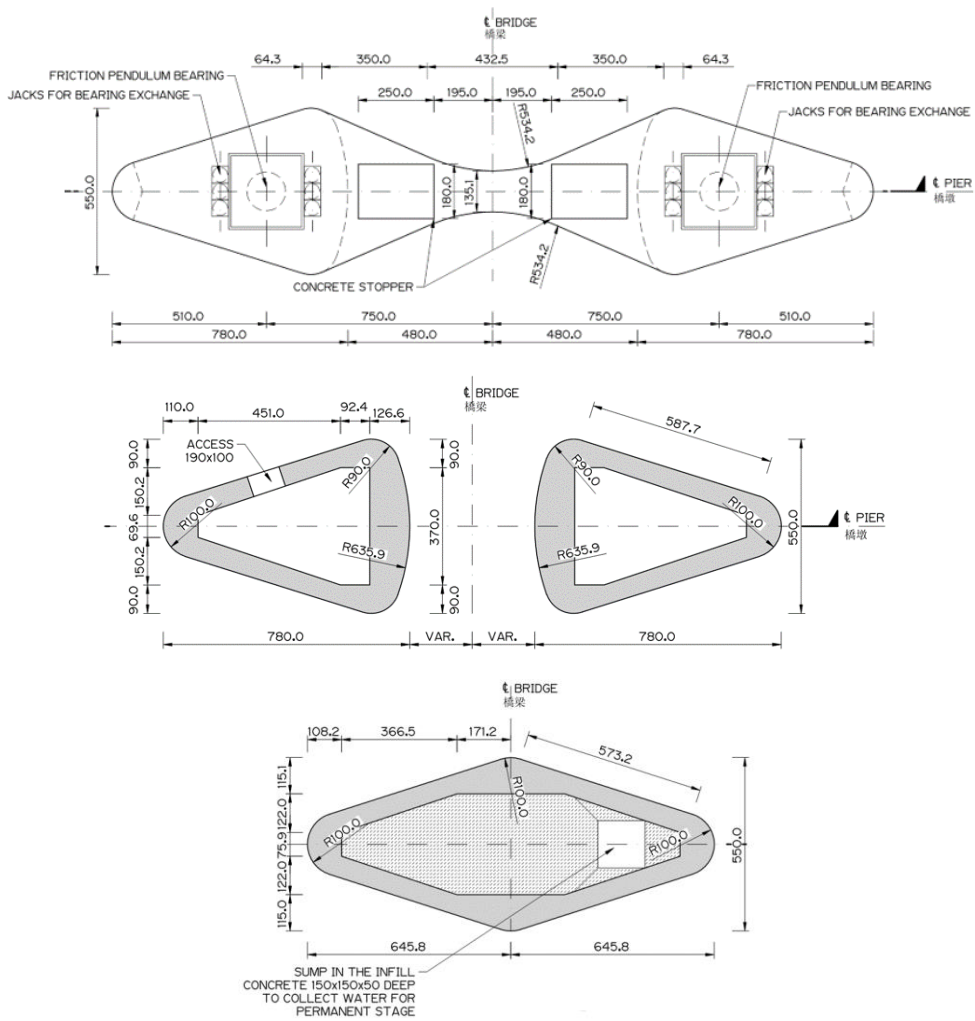 ℄ BRIDGE
橋梁
64.3
350.0
432.5
350.0
64.3
FRICTION PENDULUM BEARING
JACKS FOR BEARING EXCHANGE
250.0
195.0
195.0
250.0
FRICTION PENDULUM BEARING
JACKS FOR BEARING EXCHANGE
R534.2
550.0
180.0
135.1
180.0
℄ PIER
橋墩
R534.2
CONCRETE STOPPER
510.0
750.0
750.0
510.0
780.0
480.0
480.0
780.0
℄ BRIDGE
橋梁
110.0
451.0
92.4
126.6
587.7
ACCESS
190x100
90.0
150.2
69.6
150.2
90.0
R90.0
R100.0
R635.9
90.0
370.0
90.0
R90.0
R100.0
R635.9
550.0
℄ PIER
橋墩
780.0
VAR.
VAR.
780.0
℄ BRIDGE
橋梁
108.2
366.5
171.2
573.2
115.1
122.0
75.9
122.0
115.0
R100.0
R100.0
R100.0
550.0
645.8
645.8
SUMP IN THE INFILL
CONCRETE 150x150x50 DEEP
TO COLLECT WATER FOR
PERMANENT STAGE